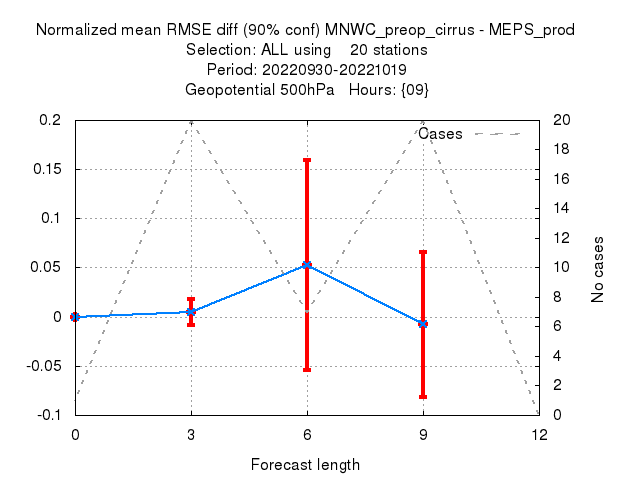 Normalized mean RMSE diff (90% conf) MNWC_preop_cirrus - MEPS_prod
Selection: ALL using    20 stations
Period: 20220930-20221019
Geopotential 500hPa   Hours: {09}
Cases
0.2
0.15
0.1
0.05
0
-0.05
-0.1
20
18
16
14
12
10
8
6
4
2
0
No cases
0 3 6 9 12
Forecast length